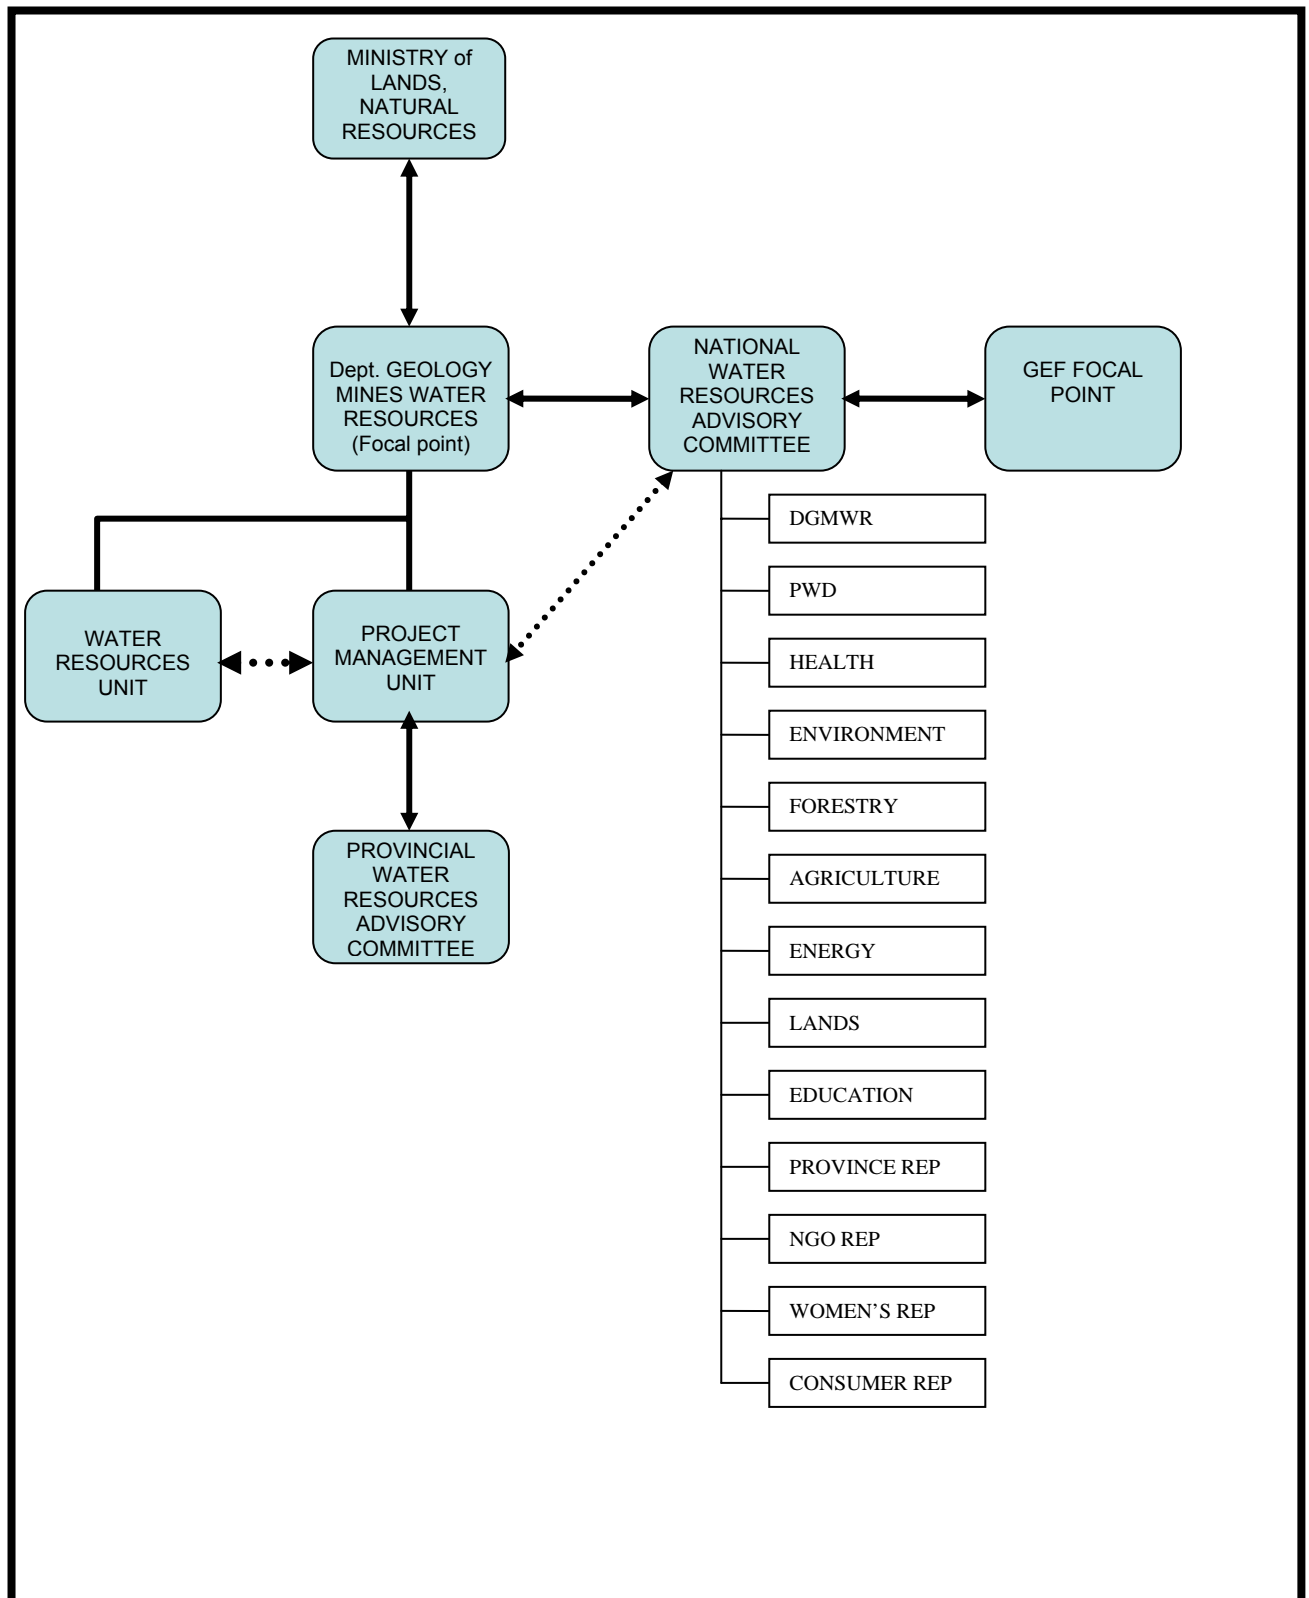 MINISTRY of
LANDS,
NATURAL
RESOURCES
Dept. GEOLOGY
MINES WATER
RESOURCES
(Focal point)
NATIONAL
WATER
RESOURCES
ADVISORY
COMMITTEE
GEF FOCAL
POINT
DGMWR
PWD
HEALTH
ENVIRONMENT
FORESTRY
AGRICULTURE
ENERGY
LANDS
EDUCATION
PROVINCE REP
NGO REP
WOMEN’S REP
CONSUMER REP
WATER
RESOURCES
UNIT
PROJECT
MANAGEMENT
UNIT
PROVINCIAL
WATER
RESOURCES
ADVISORY
COMMITTEE